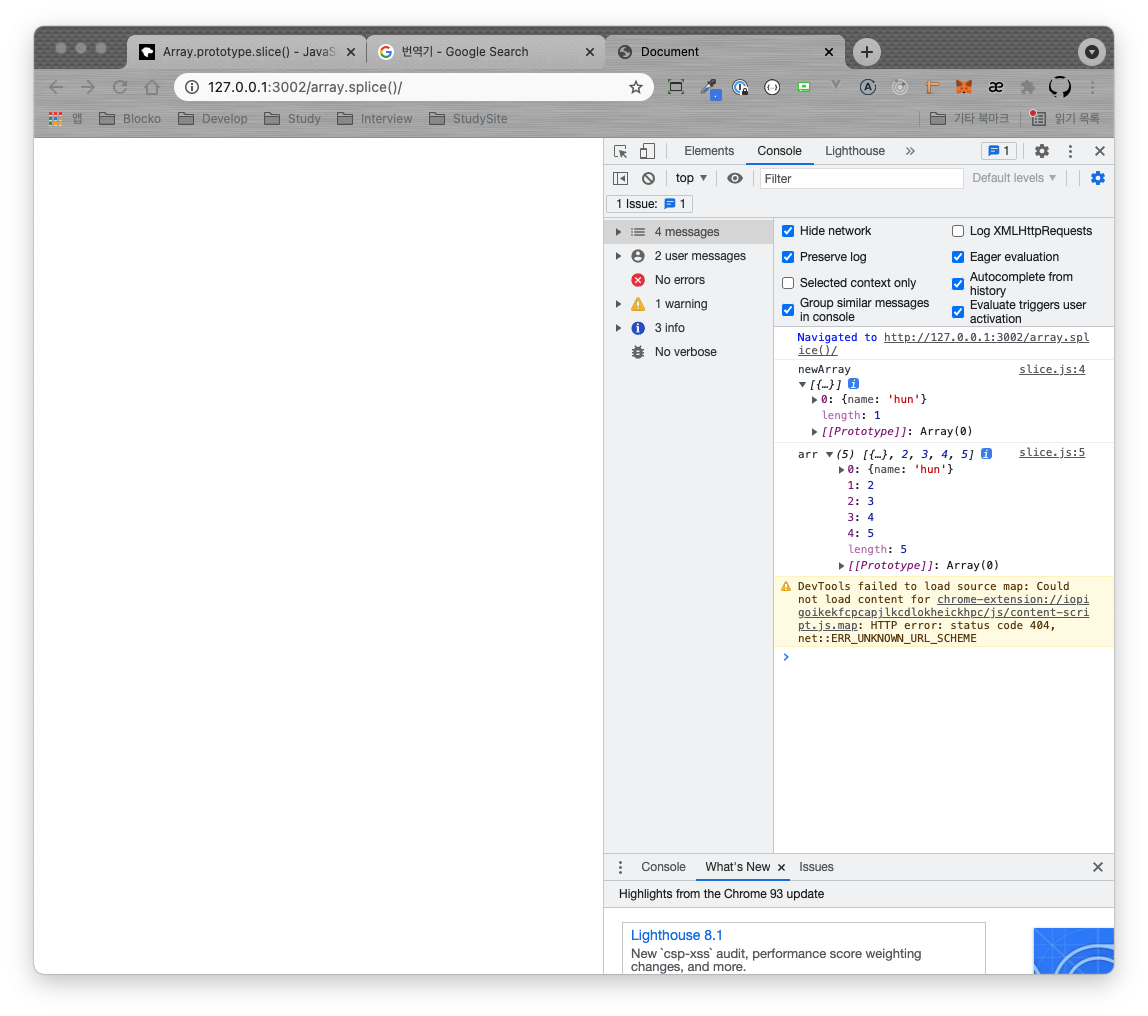 Array.prototype.slice() - JavaS
번역기 - Google Search
Document
127.0.0.1:3002/array.splice()/
앱
Blocko
Develop
Study
Interview
StudySite
기타 북마크
읽기 목록
Elements
Console
Lighthouse
»
1
top
Filter
Default levels
1 Issue:
1
4 messages
2 user messages
No errors
1 warning
3 info
No verbose
Hide network
Log XMLHttpRequests
Preserve log
Eager evaluation
Selected context only
Autocomplete from
history
Group similar messages
in console
Evaluate triggers user
activation
Navigated to http://127.0.0.1:3002/array.spl
ice()/
newArray slice.js:4
[{…}] i
0: {name: 'hun'}
length: 1
[[Prototype]]: Array(0)
arr (5) [{…}, 2, 3, 4, 5] i slice.js:5
0: {name: 'hun'}
1: 2
2: 3
3: 4
4: 5
length: 5
[[Prototype]]: Array(0)
DevTools failed to load source map: Could
not load content for chrome-extension://iopi
goikekfcpcapjlkcdlokheickhpc/js/content-scri
pt.js.map: HTTP error: status code 404,
net::ERR_UNKNOWN_URL_SCHEME
Console
What's New
Issues
Highlights from the Chrome 93 update
Lighthouse 8.1
New `csp-xss` audit, performance score weighting
changes, and more.